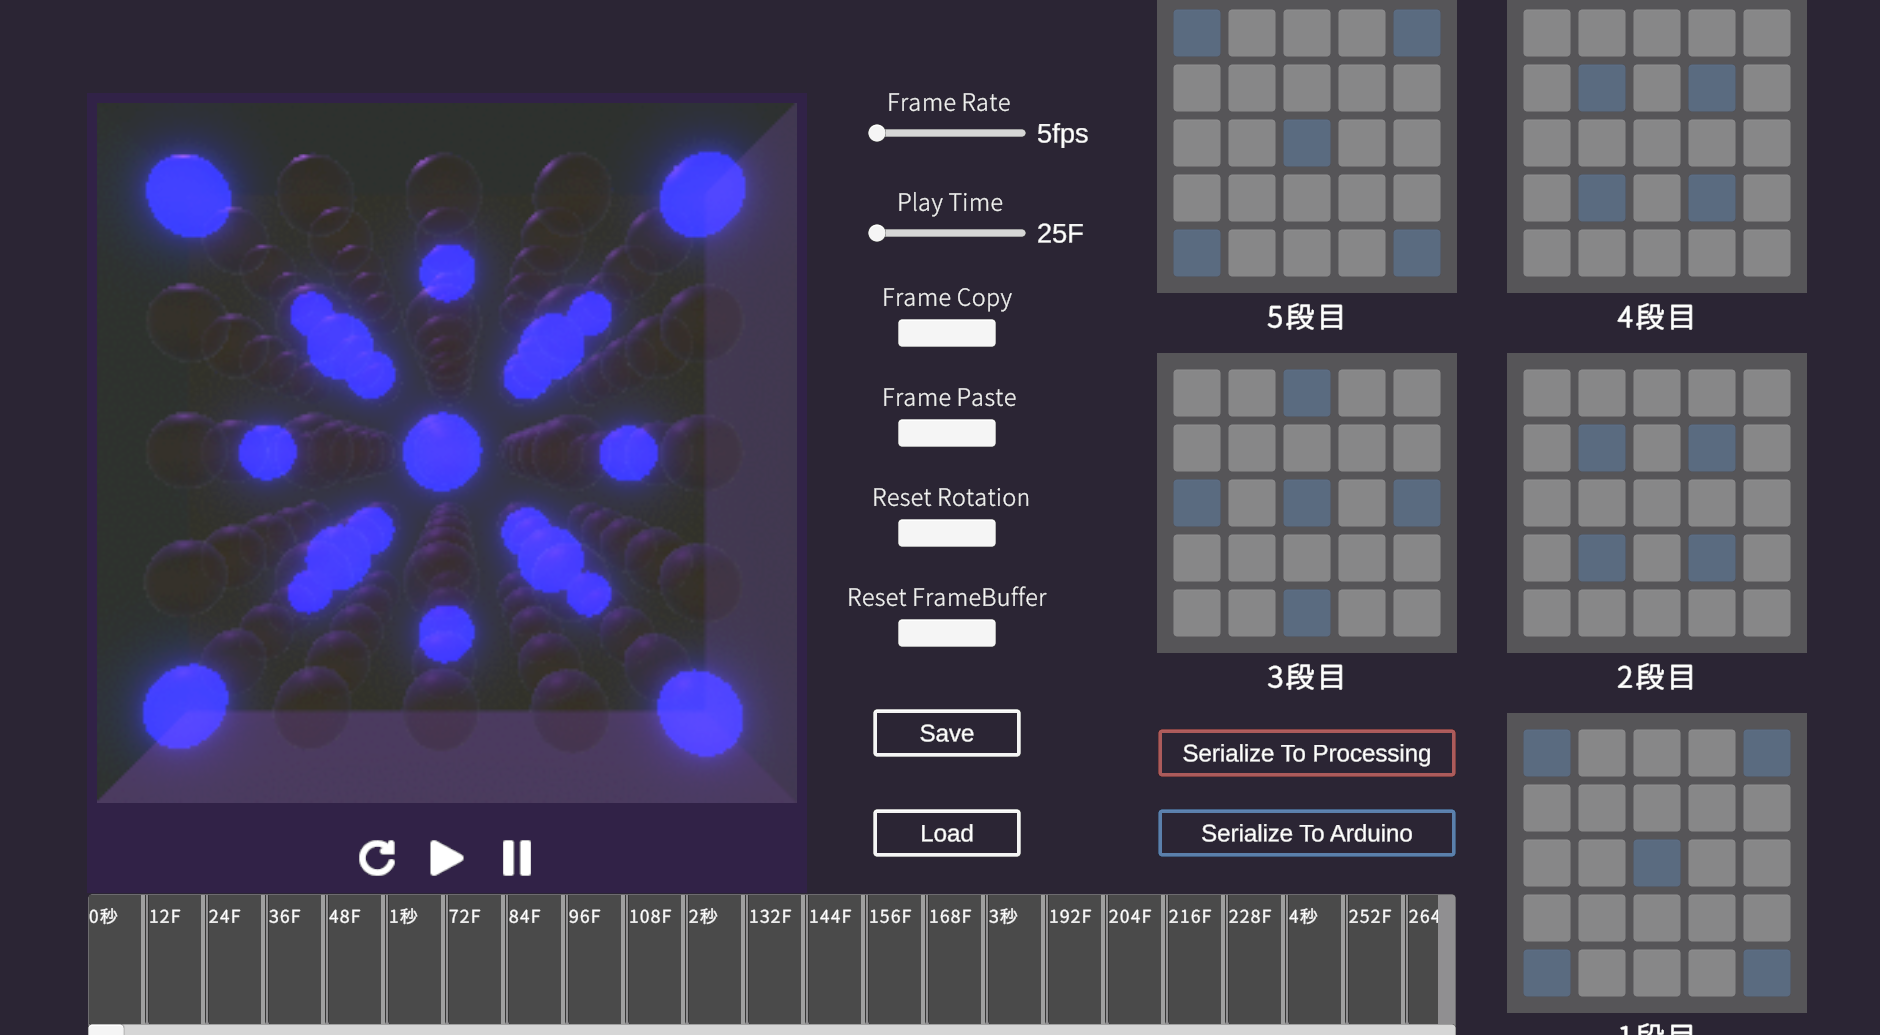 Frame Rate
5fps
Play Time
25F
Frame Copy
Frame Paste
Reset Rotation
Reset FrameBuffer
Save
Load
5段目
4段目
3段目
2段目
Serialize To Processing
Serialize To Arduino
1段目
0秒 12F 24F 36F 48F 1秒 72F 84F 96F 108F 2秒 132F 144F 156F 168F 3秒 192F 204F 216F 228F 4秒 252F 264